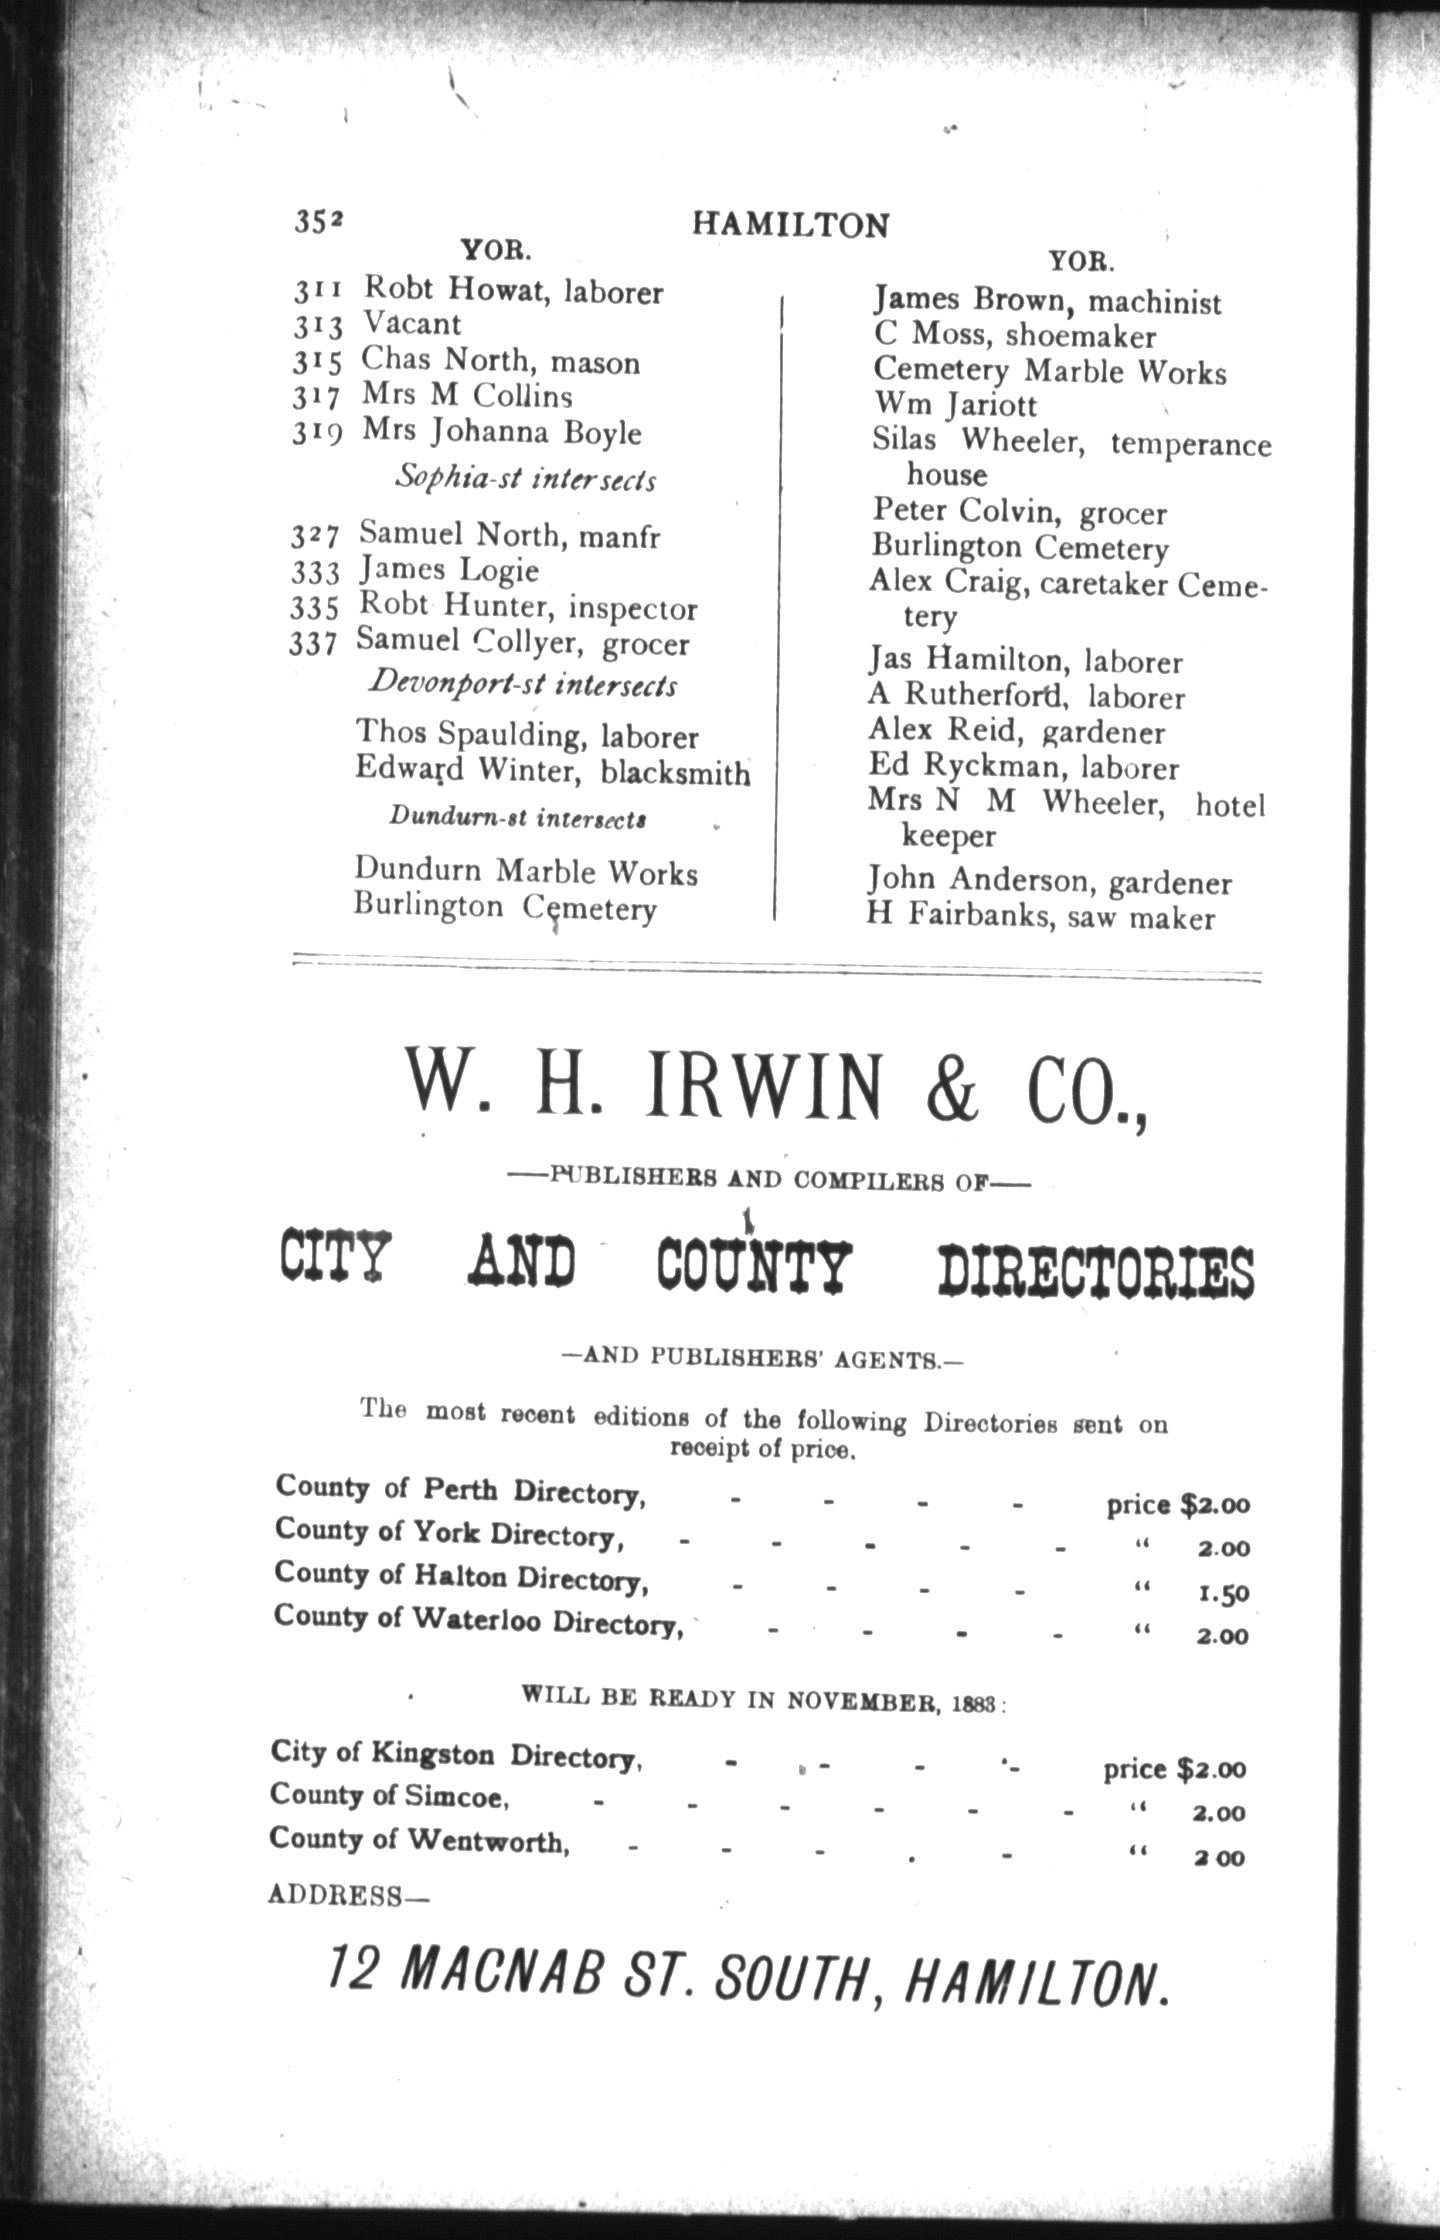 352
HAMILTON
YOR.
311 Robt Howat, laborer
313 Vacant
315 Chas North, mason
317 Mrs M Collins
319 Mrs Johanna Boyle
Sophia-st intersects
327 Samuel North, manfr
333 James Logie
335 Robt Hunter, inspector
337 Samuel Collyer, grocer
Devonport-st intersects
Thos Spaulding, laborer
Edward Winter, blacksmith
Dundurn-st intersects
Dundurn Marble Works
Burlington Cemetery
YOR.
James Brown, machinist
C Moss, shoemaker
Cemetery Marble Works
Wm Jariott
Silas Wheeler, temperance
house
Peter Colvin, grocer
Burlington Cemetery
Alex Craig, caretaker Ceme-
tery
Jas Hamilton, laborer
A Rutherford, laborer
Alex Reid, gardener
Ed Ryckman, laborer
Mrs N M Wheeler, hotel
keeper
John Anderson, gardener
H Fairbanks, saw maker
W. H. IRWIN & CO.,
—PUBLISHERS AND COMPILERS OF—
CITY AND COUNTY DIRECTORIES
—AND PUBLISHERS' AGENTS.—
The most recent editions of the following Directories sent on
receipt of price.
County of Perth Directory, - - - - price $2.00
County of York Directory, - - - - - “ 2.00
County of Halton Directory, - - - - “ 1.50
County of Waterloo Directory, - - - - “ 2.00
WILL BE READY IN NOVEMBER, 1883:
City of Kingston Directory, - - - - price $2.00
County of Simcoe, - - - - - - “ 2.00
County of Wentworth, - - - . - “ 2 00
ADDRESS—
12 MACNAB ST. SOUTH, HAMILTON.